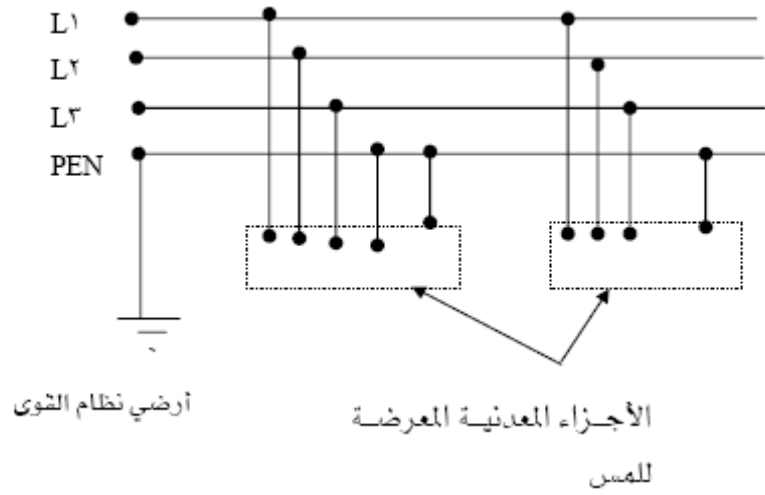 L١
L٢
L٣
PEN
أرضي نظام القوى
الأجـزاء المعدنيـة المعرضـة
للمس